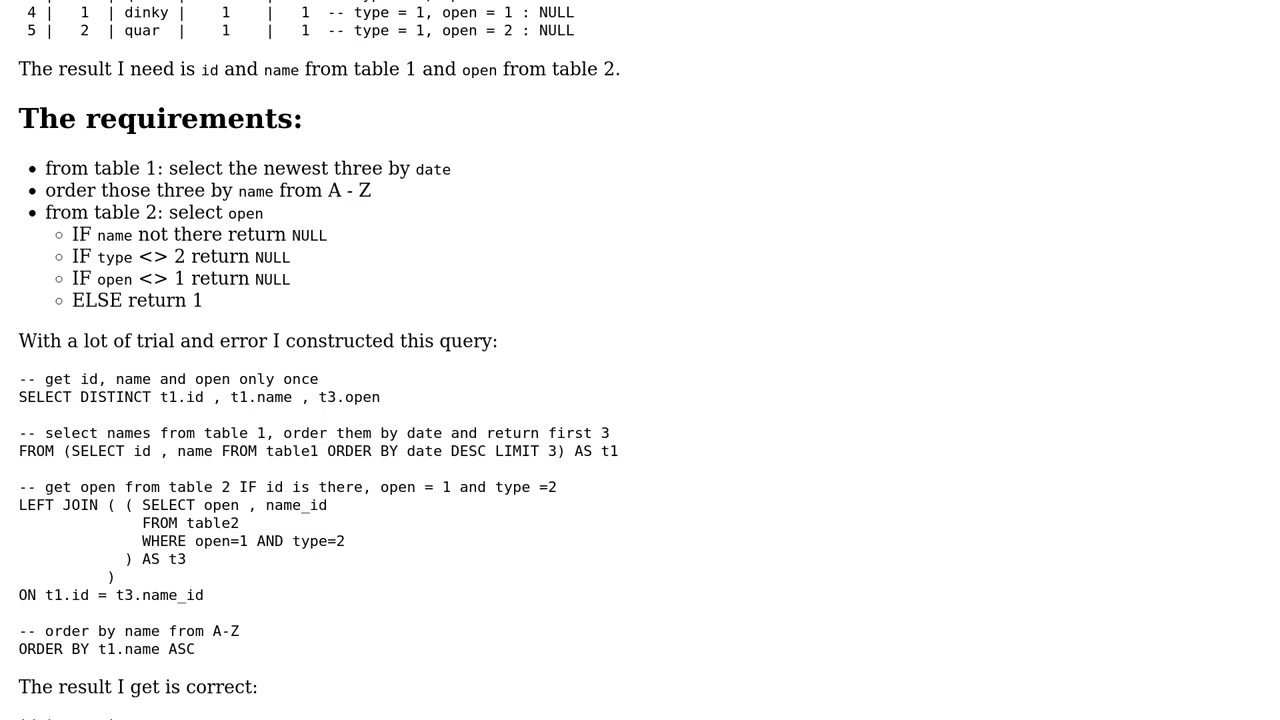 4 |   1  | dinky |    1    |   1  -- type = 1, open = 1 : NULL
5 |   2  | quar  |    1    |   1  -- type = 1, open = 2 : NULL
The result I need is id and name from table 1 and open from table 2.
The requirements:
• from table 1: select the newest three by date
• order those three by name from A - Z
• from table 2: select open
◦ IF name not there return NULL
◦ IF type <> 2 return NULL
◦ IF open <> 1 return NULL
◦ ELSE return 1
With a lot of trial and error I constructed this query:
-- get id, name and open only once
SELECT DISTINCT t1.id , t1.name , t3.open
-- select names from table 1, order them by date and return first 3
FROM (SELECT id , name FROM table1 ORDER BY date DESC LIMIT 3) AS t1
-- get open from table 2 IF id is there, open = 1 and type =2
LEFT JOIN ( ( SELECT open , name_id
FROM table2
WHERE open=1 AND type=2
) AS t3
)
ON t1.id = t3.name_id
-- order by name from A-Z
ORDER BY t1.name ASC
The result I get is correct: